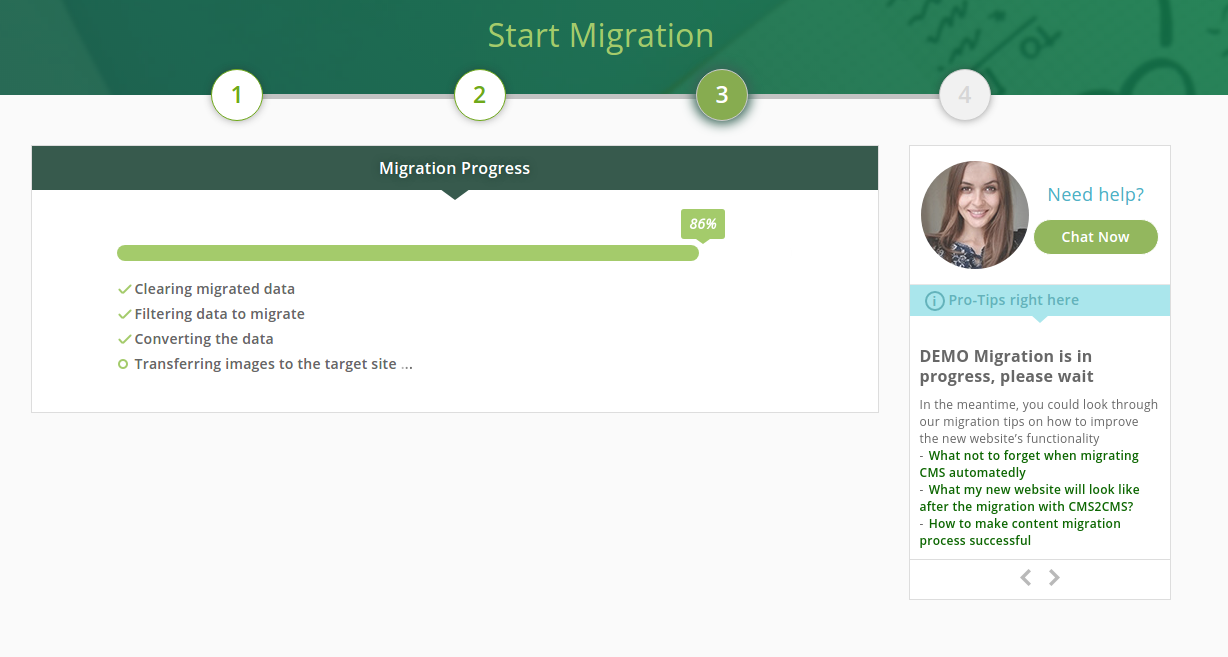 Start Migration
1
2
3
4
Migration Progress
86%
Clearing migrated data
Filtering data to migrate
Converting the data
Transferring images to the target site ...
Need help?
Chat Now
Pro-Tips right here
DEMO Migration is in
progress, please wait
In the meantime, you could look through
our migration tips on how to improve
the new website's functionality
- What not to forget when migrating
CMS automatedly
- What my new website will look like
after the migration with CMS2CMS?
- How to make content migration
process successful